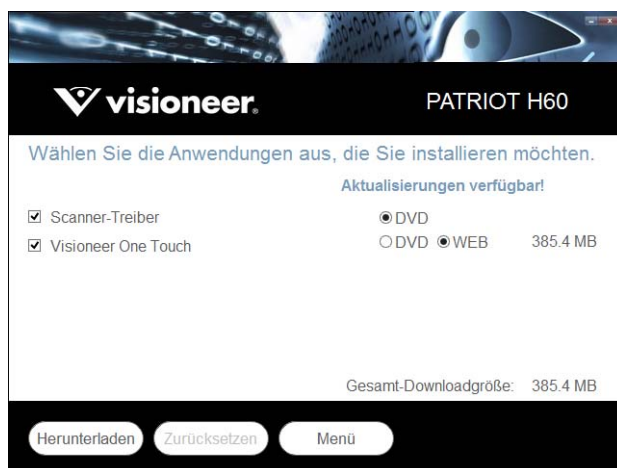 visioneer.
PATRIOT H60
Wählen Sie die Anwendungen aus, die Sie installieren möchten.
Aktualisierungen verfügbar!
Scanner-Treiber DVD
Visioneer One Touch DVD WEB 385.4 MB
Gesamt-Downloadgröße: 385.4 MB
Herunterladen Zurücksetzen Menü